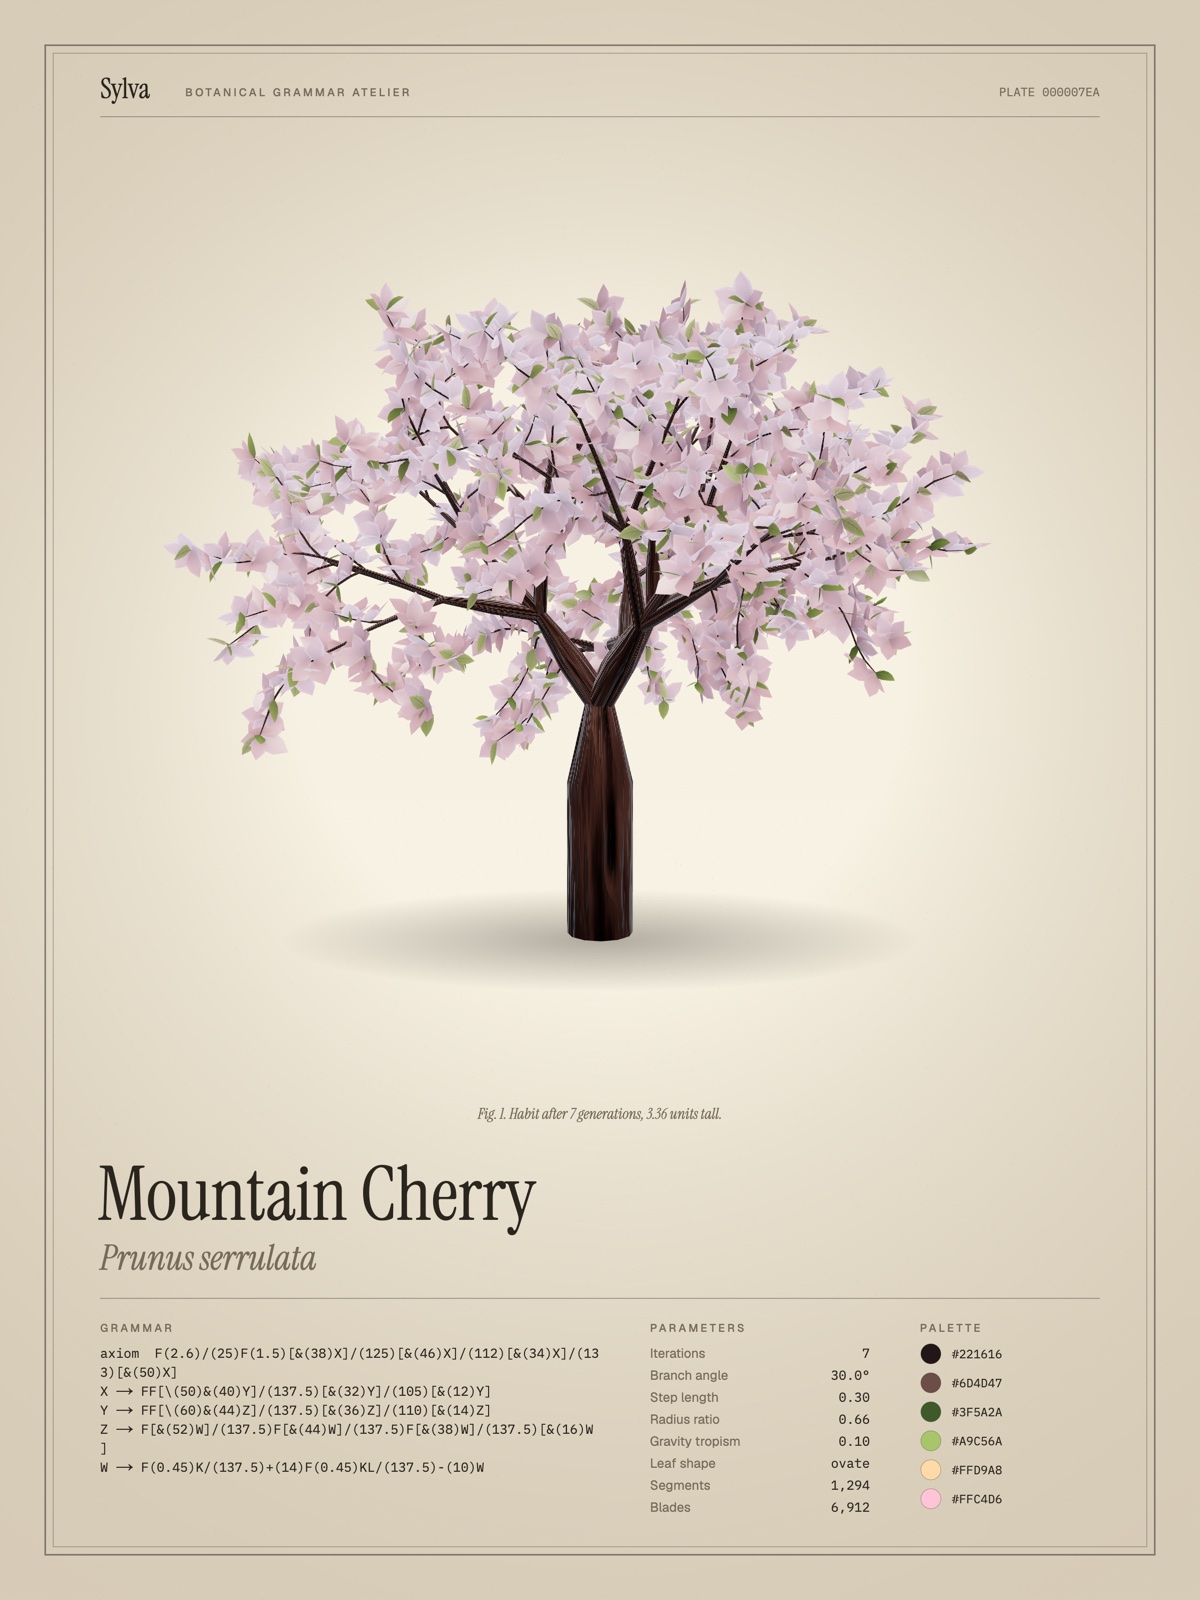 Sylva BOTANICAL GRAMMAR ATELIER PLATE 000007EA
Fig. 1. Habit after 7 generations, 3.36 units tall.
Mountain Cherry
Prunus serrulata
GRAMMAR
axiom F(2.6)/(25)F(1.5)[&(38)X]/(125)[&(46)X]/(112)[&(34)X]/(13
3)[&(50)X]
X → FF[\(50)&(40)Y]/(137.5)[&(32)Y]/(105)[&(12)Y]
Y → FF[\(60)&(44)Z]/(137.5)[&(36)Z]/(110)[&(14)Z]
Z → F[&(52)W]/(137.5)F[&(44)W]/(137.5)F[&(38)W]/(137.5)[&(16)W
]
W → F(0.45)K/(137.5)+(14)F(0.45)KL/(137.5)-(10)W
PARAMETERS
Iterations 7
Branch angle 30.0°
Step length 0.30
Radius ratio 0.66
Gravity tropism 0.10
Leaf shape ovate
Segments 1,294
Blades 6,912
PALETTE
#221616
#6D4D47
#3F5A2A
#A9C56A
#FFD9A8
#FFC4D6